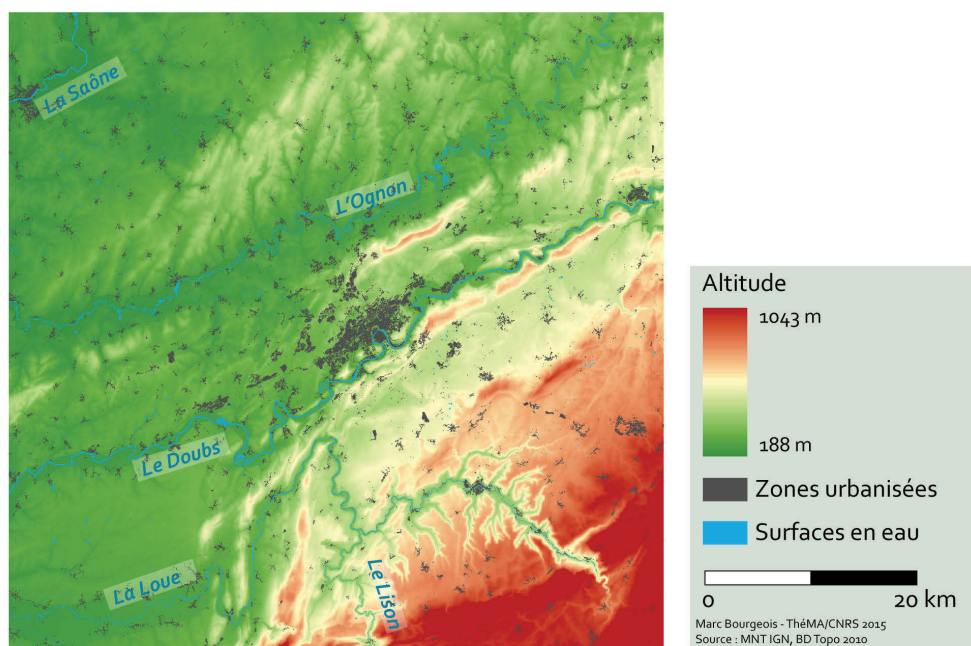 La Saône
L'Ognon
Le Doubs
La Loue
Le Lison
Altitude
1043 m
188 m
Zones urbanisées
Surfaces en eau
0 20 km
Marc Bourgeois - ThéMA/CNRS 2015
Source : MNT IGN, BD Topo 2010